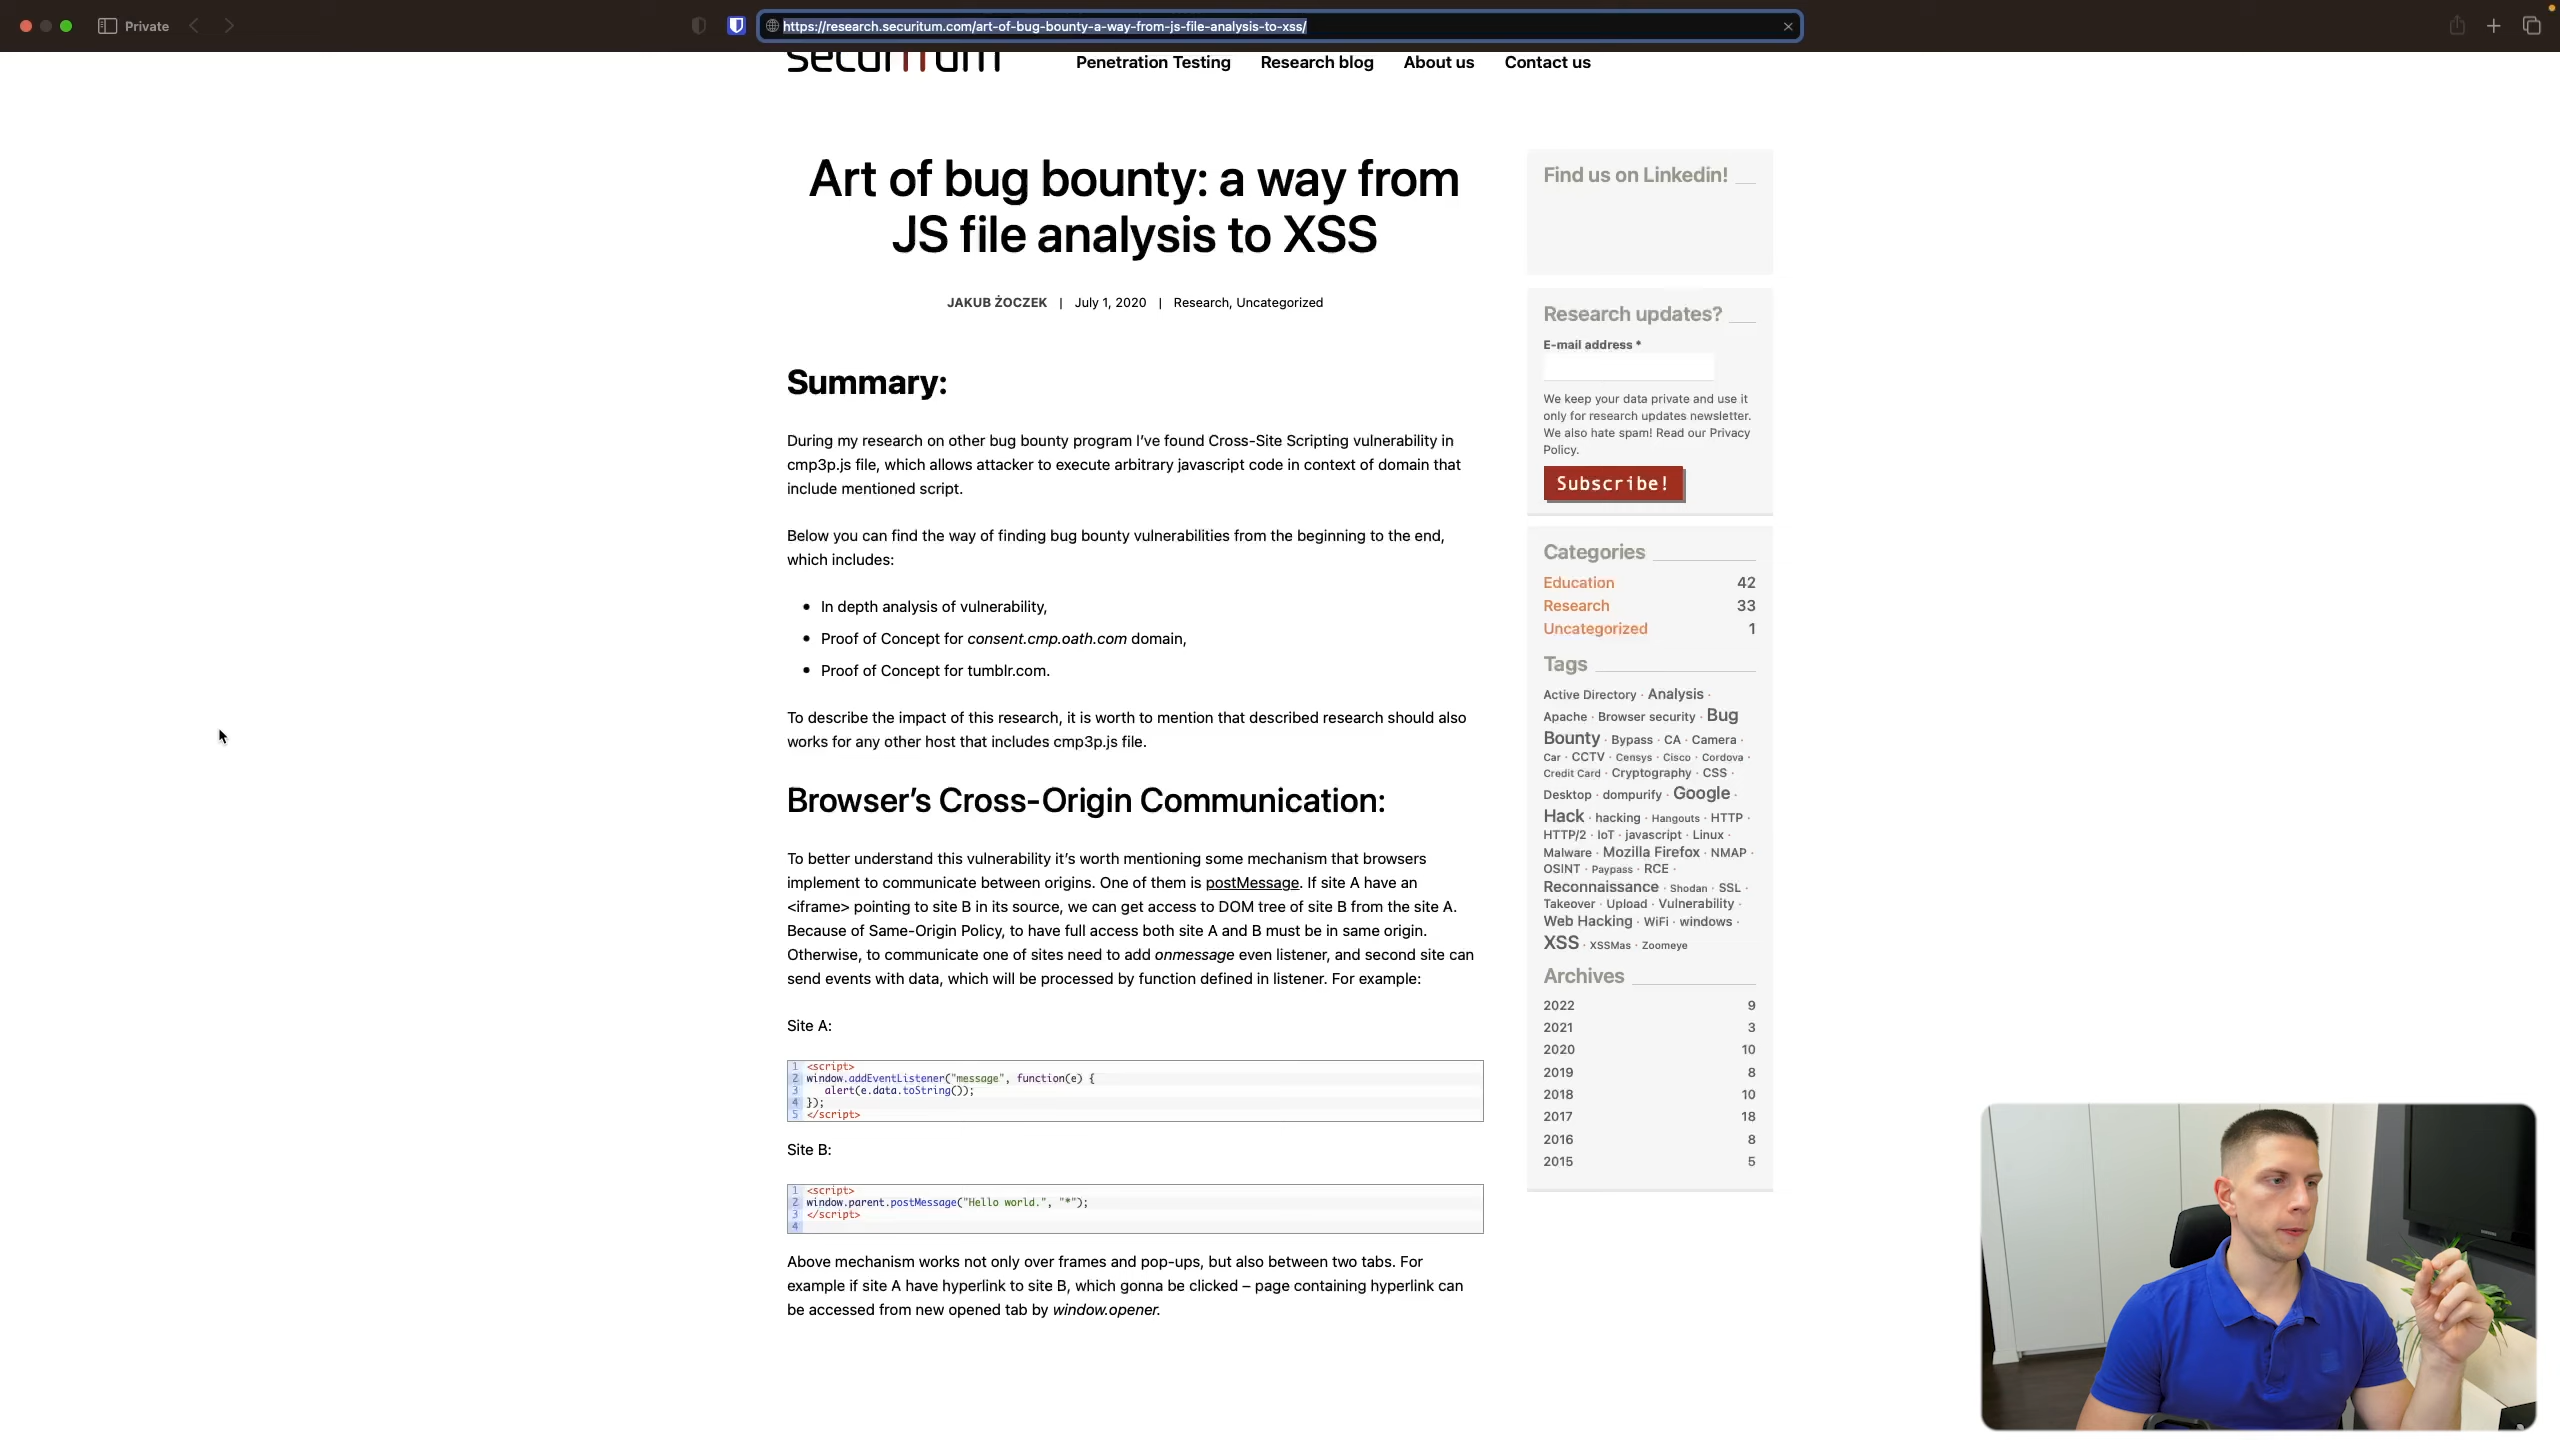 Private
https://research.securitum.com/art-of-bug-bounty-a-way-from-js-file-analysis-to-xss/
securitum
Penetration Testing
Research blog
About us
Contact us
Art of bug bounty: a way from
JS file analysis to XSS
JAKUB ŻOCZEK | July 1, 2020 | Research, Uncategorized
Summary:
During my research on other bug bounty program I’ve found Cross-Site Scripting vulnerability in
cmp3p.js file, which allows attacker to execute arbitrary javascript code in context of domain that
include mentioned script.
Below you can find the way of finding bug bounty vulnerabilities from the beginning to the end,
which includes:
• In depth analysis of vulnerability,
• Proof of Concept for consent.cmp.oath.com domain,
• Proof of Concept for tumblr.com.
To describe the impact of this research, it is worth to mention that described research should also
works for any other host that includes cmp3p.js file.
Browser’s Cross-Origin Communication:
To better understand this vulnerability it’s worth mentioning some mechanism that browsers
implement to communicate between origins. One of them is postMessage. If site A have an
<iframe> pointing to site B in its source, we can get access to DOM tree of site B from the site A.
Because of Same-Origin Policy, to have full access both site A and B must be in same origin.
Otherwise, to communicate one of sites need to add onmessage even listener, and second site can
send events with data, which will be processed by function defined in listener. For example:
Site A:
1 <script>
2 window.addEventListener("message", function(e) {
3 alert(e.data.toString());
4 });
5 </script>
Site B:
1 <script>
2 window.parent.postMessage("Hello world.", "*");
3 </script>
4
Above mechanism works not only over frames and pop-ups, but also between two tabs. For
example if site A have hyperlink to site B, which gonna be clicked – page containing hyperlink can
be accessed from new opened tab by window.opener.
Find us on Linkedin!
Research updates?
E-mail address *
We keep your data private and use it
only for research updates newsletter.
We also hate spam! Read our Privacy
Policy.
Subscribe!
Categories
Education 42
Research 33
Uncategorized 1
Tags
Active Directory · Analysis ·
Apache · Browser security · Bug
Bounty · Bypass · CA · Camera ·
Car · CCTV · Censys · Cisco · Cordova ·
Credit Card · Cryptography · CSS ·
Desktop · dompurify · Google ·
Hack · hacking · Hangouts · HTTP ·
HTTP/2 · IoT · javascript · Linux ·
Malware · Mozilla Firefox · NMAP ·
OSINT · Paypass · RCE ·
Reconnaissance · Shodan · SSL ·
Takeover · Upload · Vulnerability ·
Web Hacking · WiFi · windows ·
XSS · XSSMas · Zoomeye
Archives
2022 9
2021 3
2020 10
2019 8
2018 10
2017 18
2016 8
2015 5